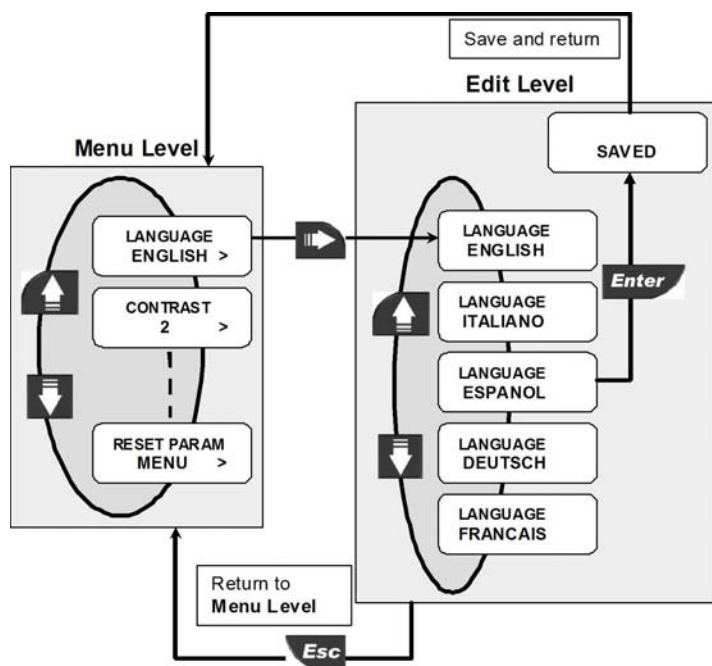 Save and return
Edit Level
SAVED
Menu Level
LANGUAGE
ENGLISH >
CONTRAST
2 >
RESET PARAM
MENU >
LANGUAGE
ENGLISH
LANGUAGE
ITALIANO
LANGUAGE
ESPANOL
LANGUAGE
DEUTSCH
LANGUAGE
FRANCAIS
Enter
Return to
Menu Level
Esc